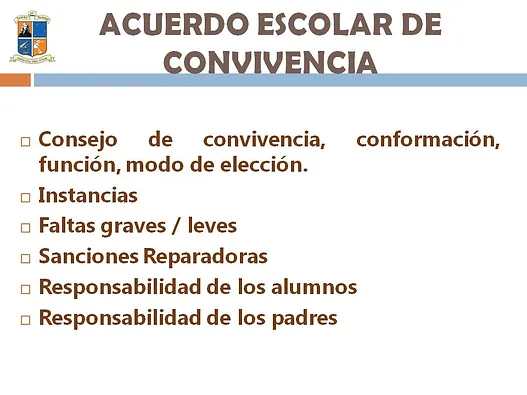 ACUERDO ESCOLAR DE
CONVIVENCIA
Consejo de convivencia, conformación,
función, modo de elección.
Instancias
Faltas graves / leves
Sanciones Reparadoras
Responsabilidad de los alumnos
Responsabilidad de los padres